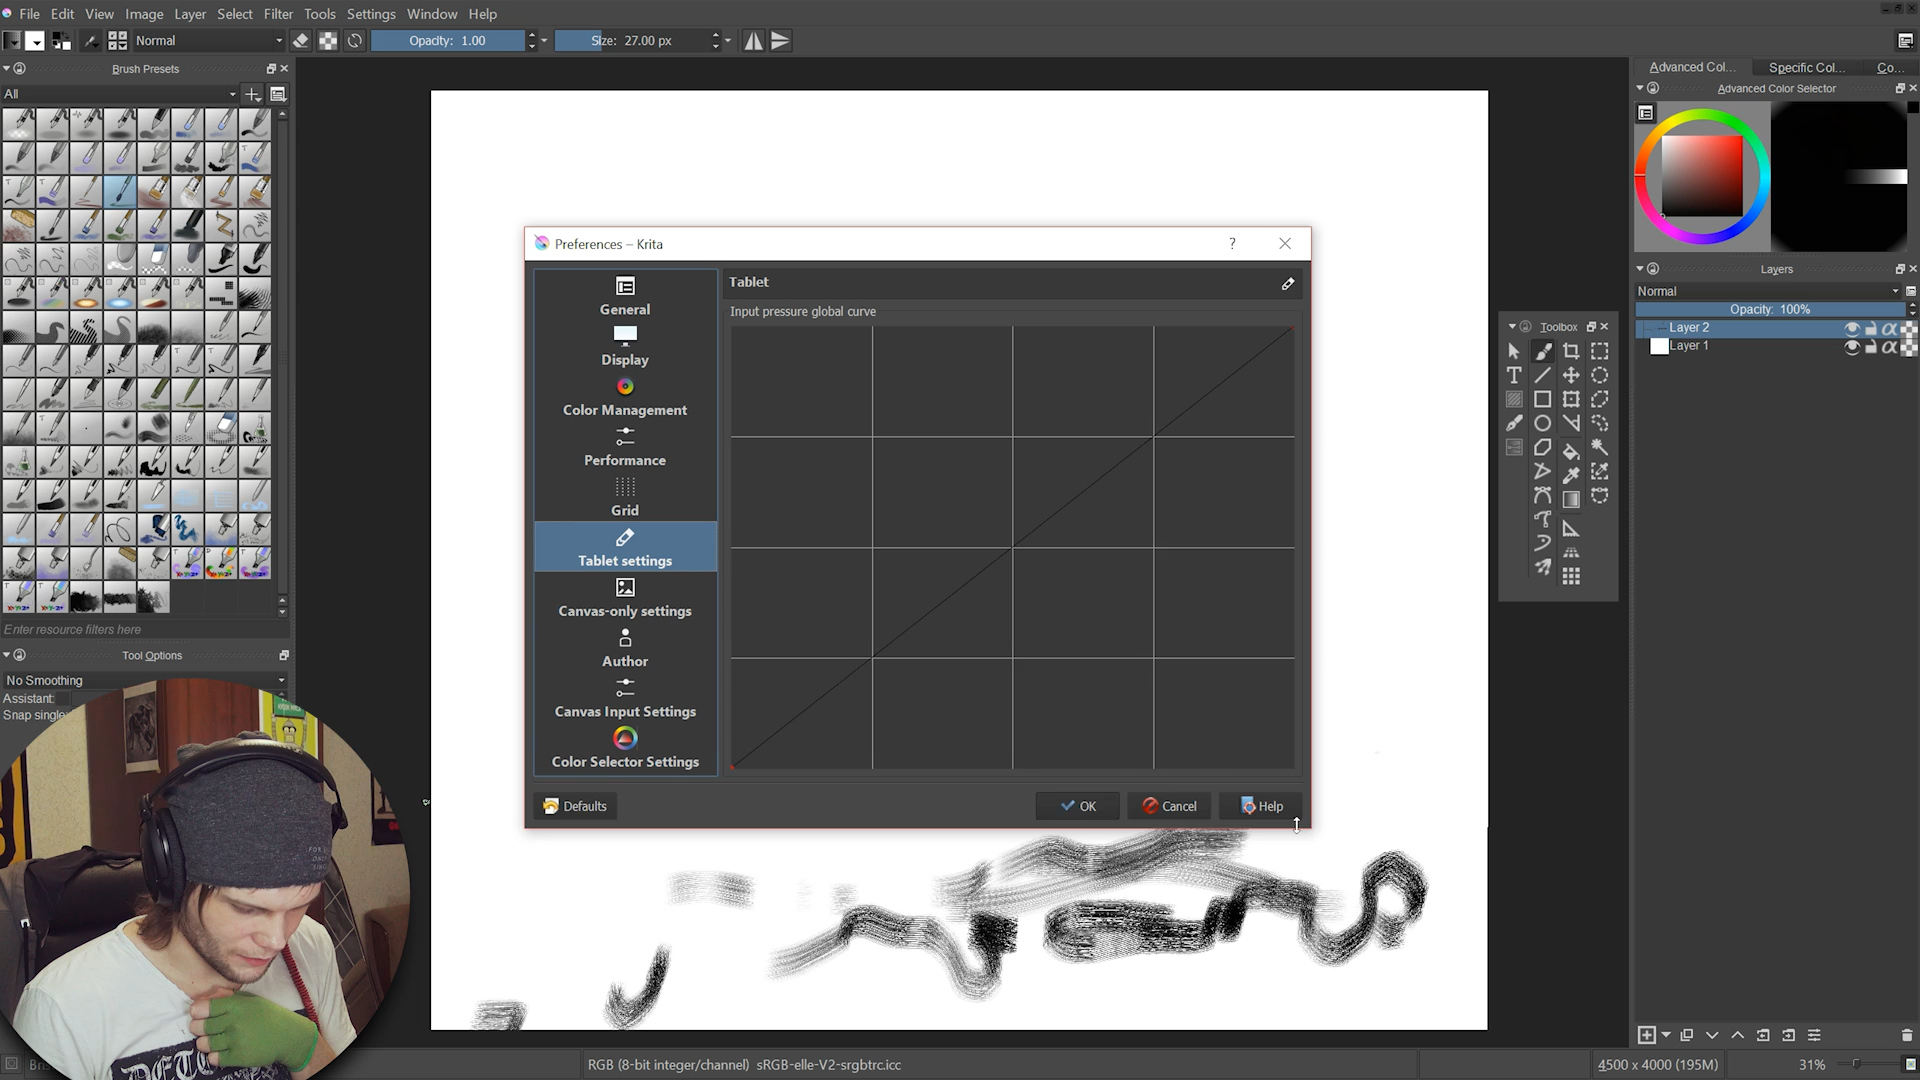 File Edit View Image Layer Select Filter Tools Settings Window Help
Normal
Opacity: 1.00
Size: 27.00 px
Brush Presets
All
Enter resource filters here
Tool Options
No Smoothing
Assistant:
Snap single
Preferences – Krita
?
General
Display
Color Management
Performance
Grid
Tablet settings
Canvas-only settings
Author
Canvas Input Settings
Color Selector Settings
Tablet
Input pressure global curve
Defaults
OK
Cancel
Help
Advanced Col...
Specific Col...
Co...
Advanced Color Selector
Layers
Normal
Opacity: 100%
Layer 2
Layer 1
Toolbox
RGB (8-bit integer/channel) sRGB-elle-V2-srgbtrc.icc
4500 x 4000 (195M)
31%